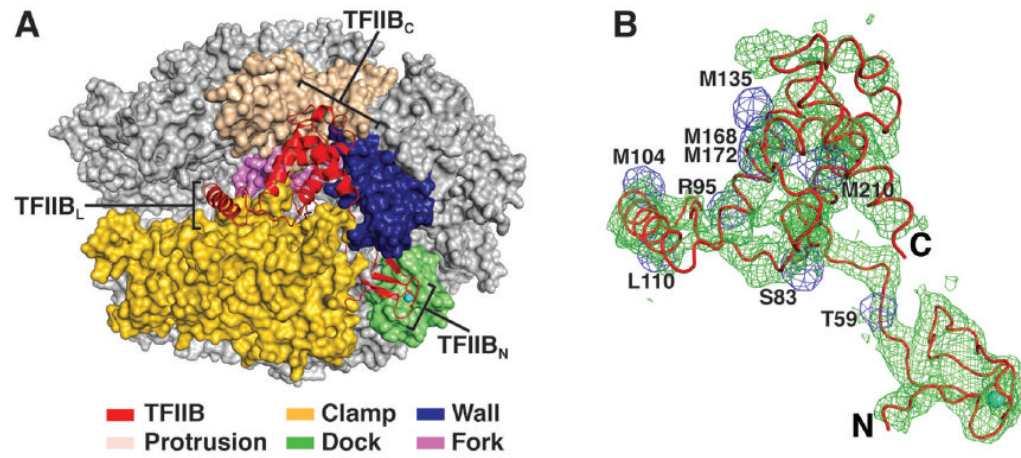 A
TFIIBC
TFIIBL
TFIIBN
TFIIB
Clamp
Wall
Protrusion
Dock
Fork
B
M135
M168
M172
M104
R95
M210
C
L110
S83
T59
N